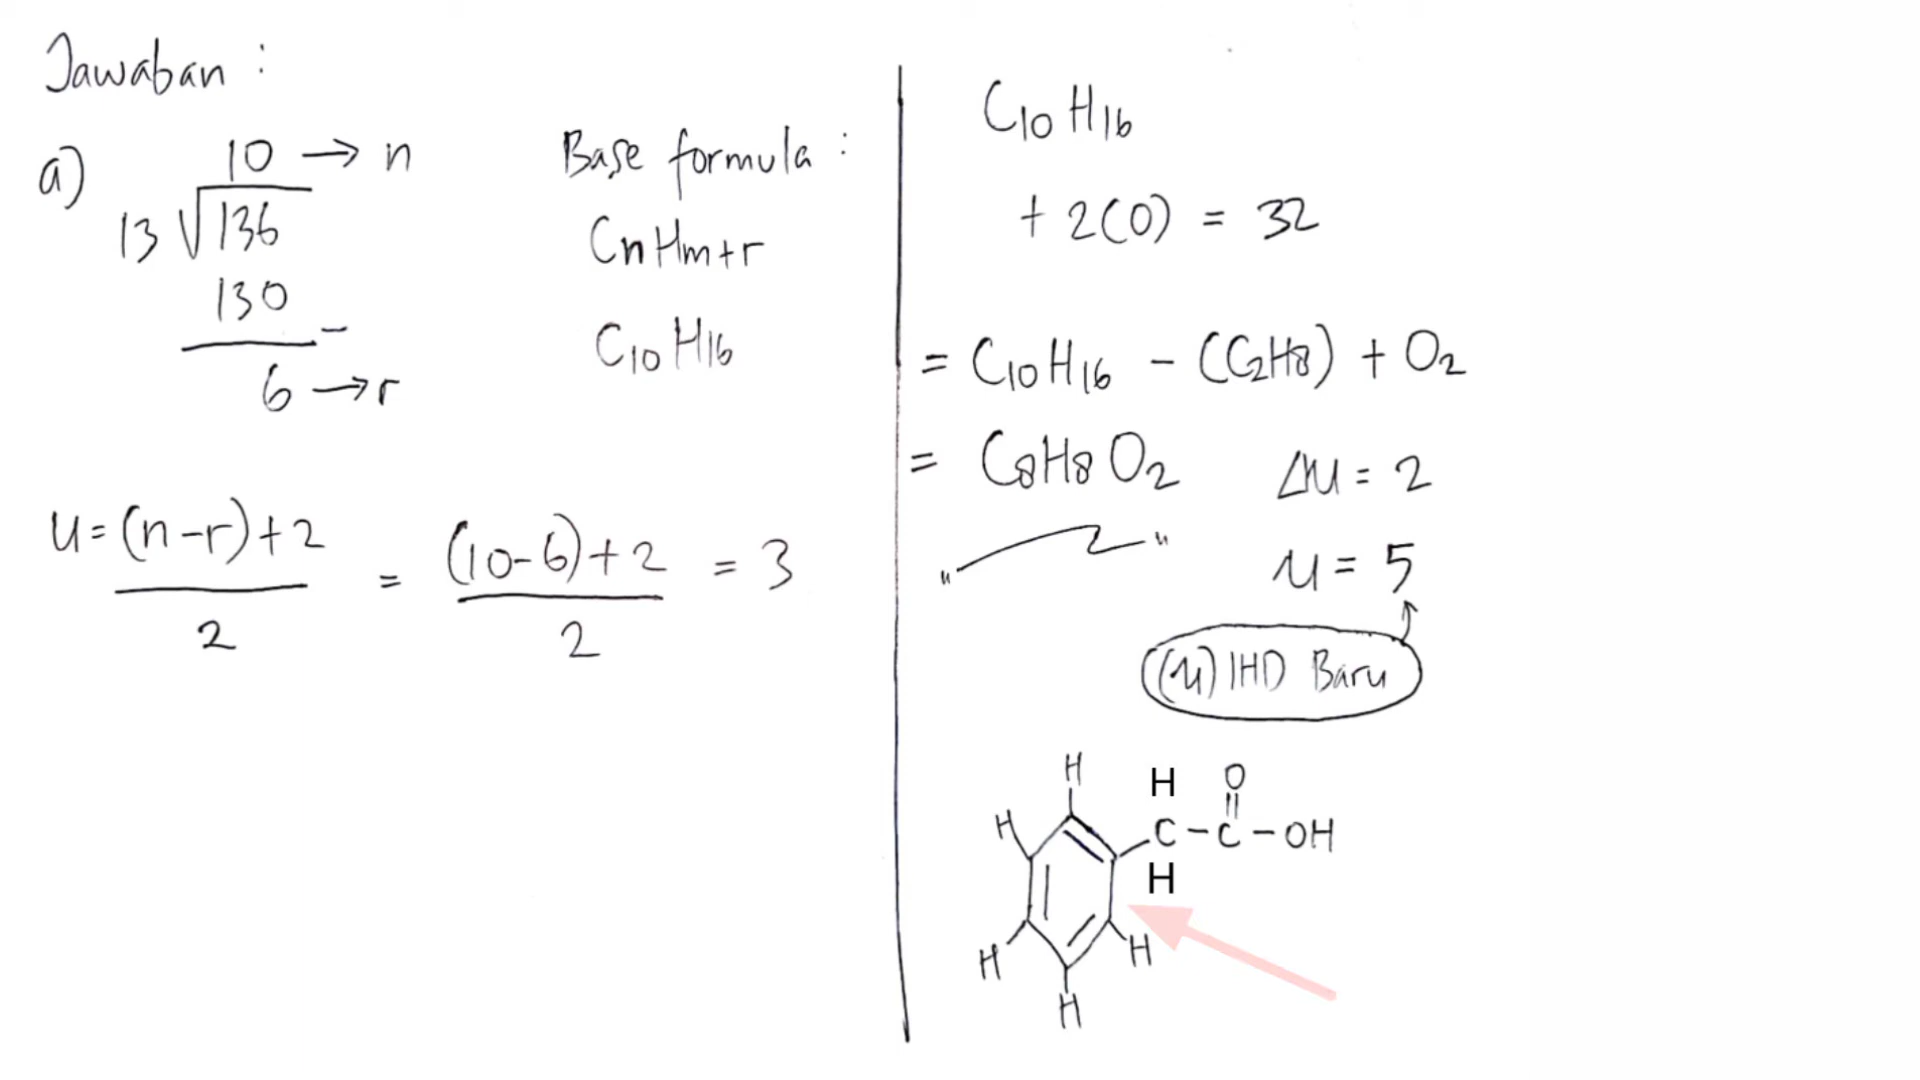 Jawaban :
a) 10 → n
13 √136
130
6 → r
Base formula :
CnHm+r
C10H16
u = (n-r)+2 = (10-6)+2 = 3
2 2
C10H16
+ 2(O) = 32
= C10H16 - (C2H8) + O2
= C8H8O2 Δu = 2
u = 5
(u) IHD Baru
H H O
H C - C - OH
H
H H
H